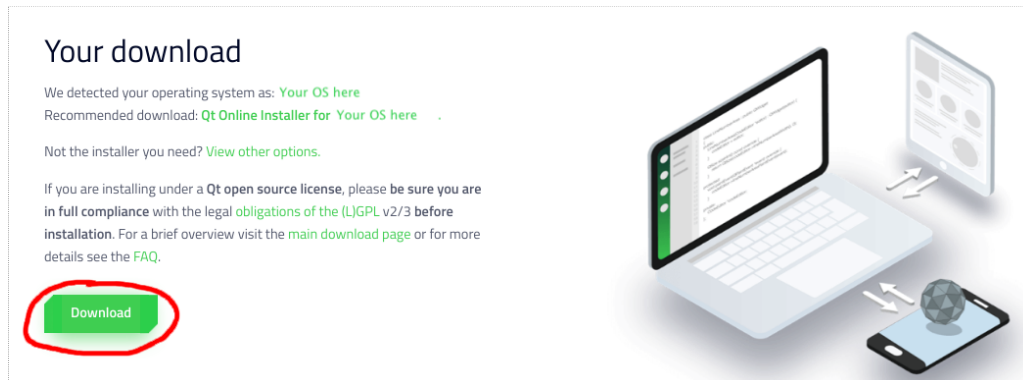 Your download
We detected your operating system as: Your OS here
Recommended download: Qt Online Installer for Your OS here .
Not the installer you need? View other options.
If you are installing under a Qt open source license, please be sure you are
in full compliance with the legal obligations of the (L)GPL v2/3 before
installation. For a brief overview visit the main download page or for more
details see the FAQ.
Download